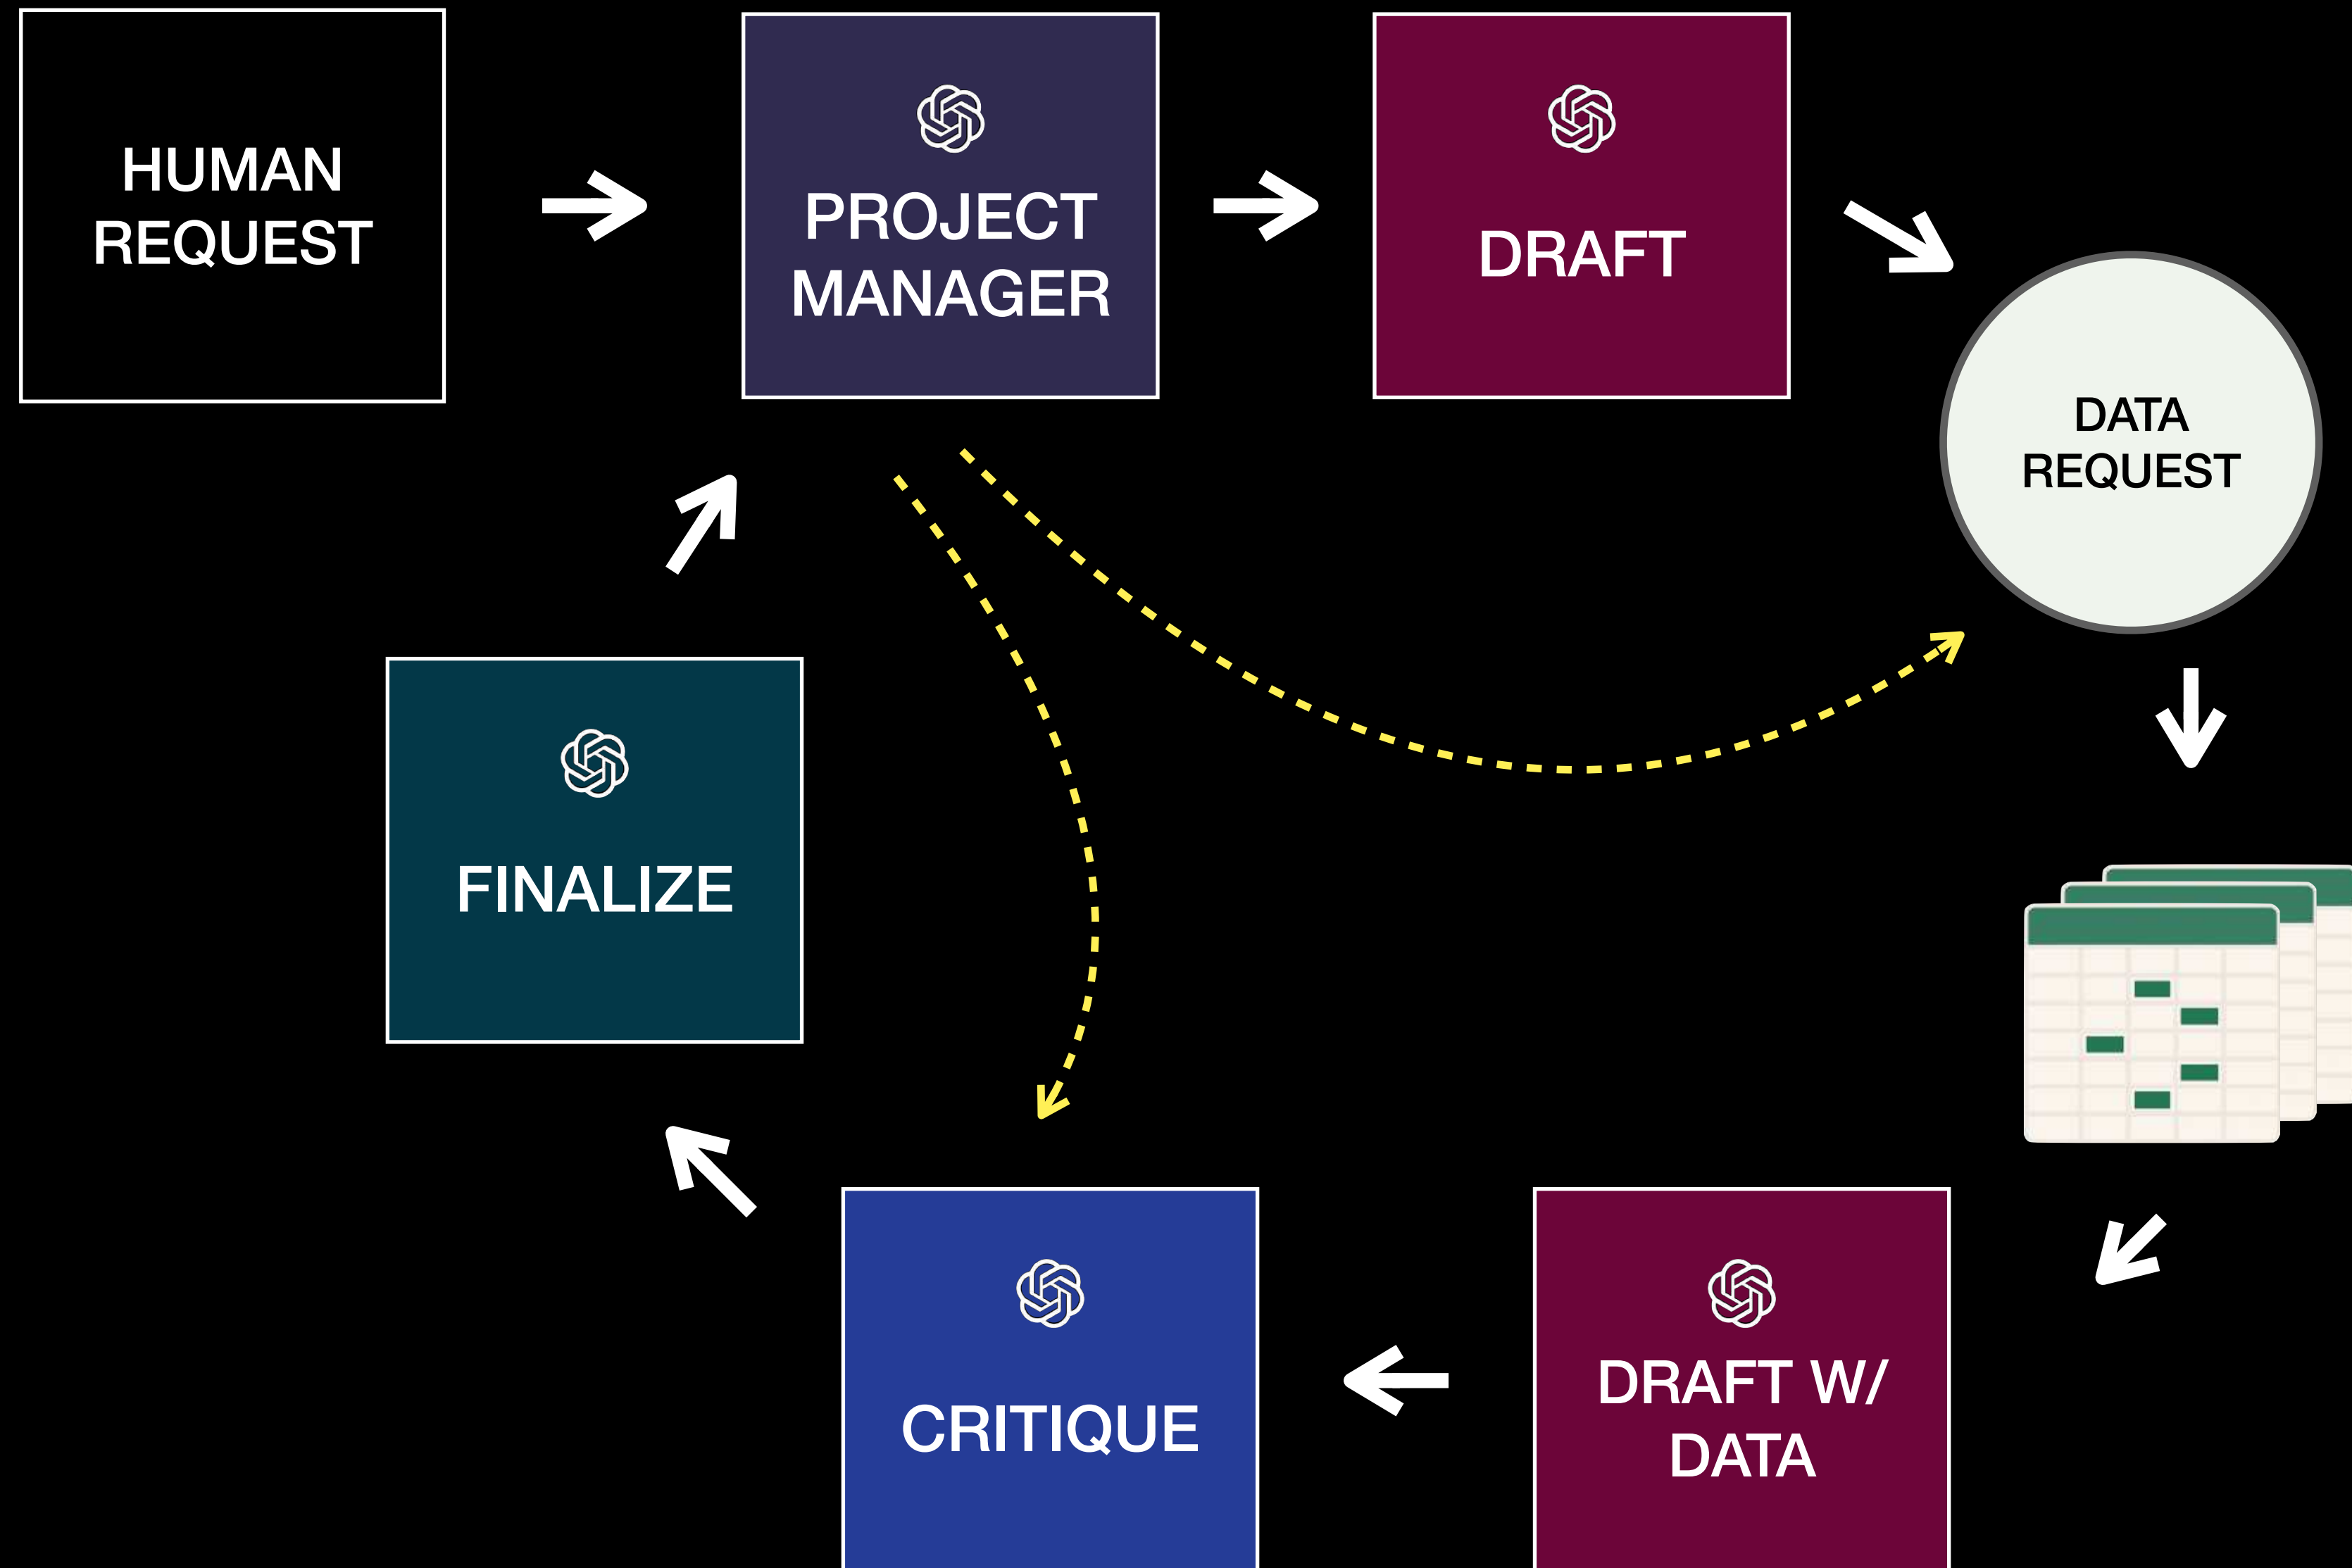 HUMAN
REQUEST
PROJECT
MANAGER
DRAFT
DATA
REQUEST
FINALIZE
CRITIQUE
DRAFT W/
DATA